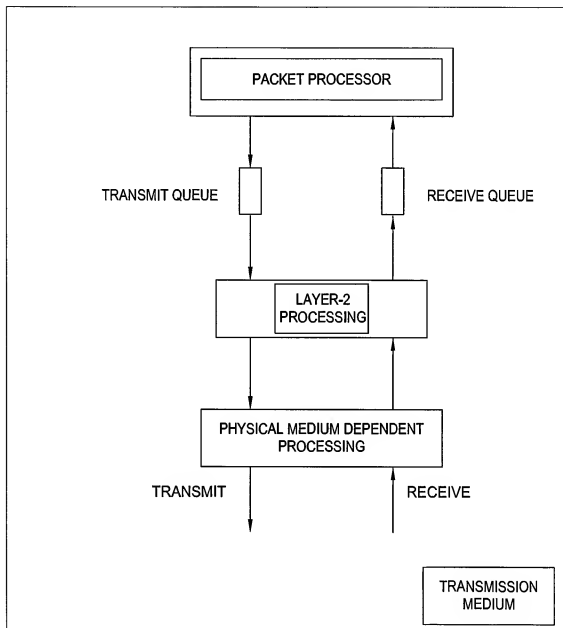 PACKET PROCESSOR
TRANSMIT QUEUE
RECEIVE QUEUE
LAYER-2
PROCESSING
PHYSICAL MEDIUM DEPENDENT
PROCESSING
TRANSMIT
RECEIVE
TRANSMISSION
MEDIUM